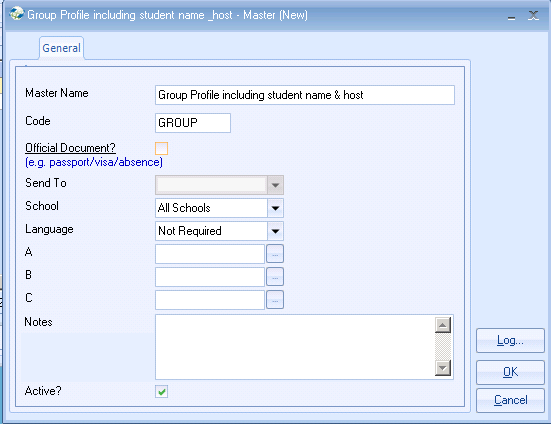 Group Profile including student name _host - Master (New)
General
Master Name
Group Profile including student name & host
Code
GROUP
Official Document?
(e.g. passport/visa/absence)
Send To
School
All Schools
Language
Not Required
A
...
B
...
C
...
Notes
Log...
OK
Active?
Cancel